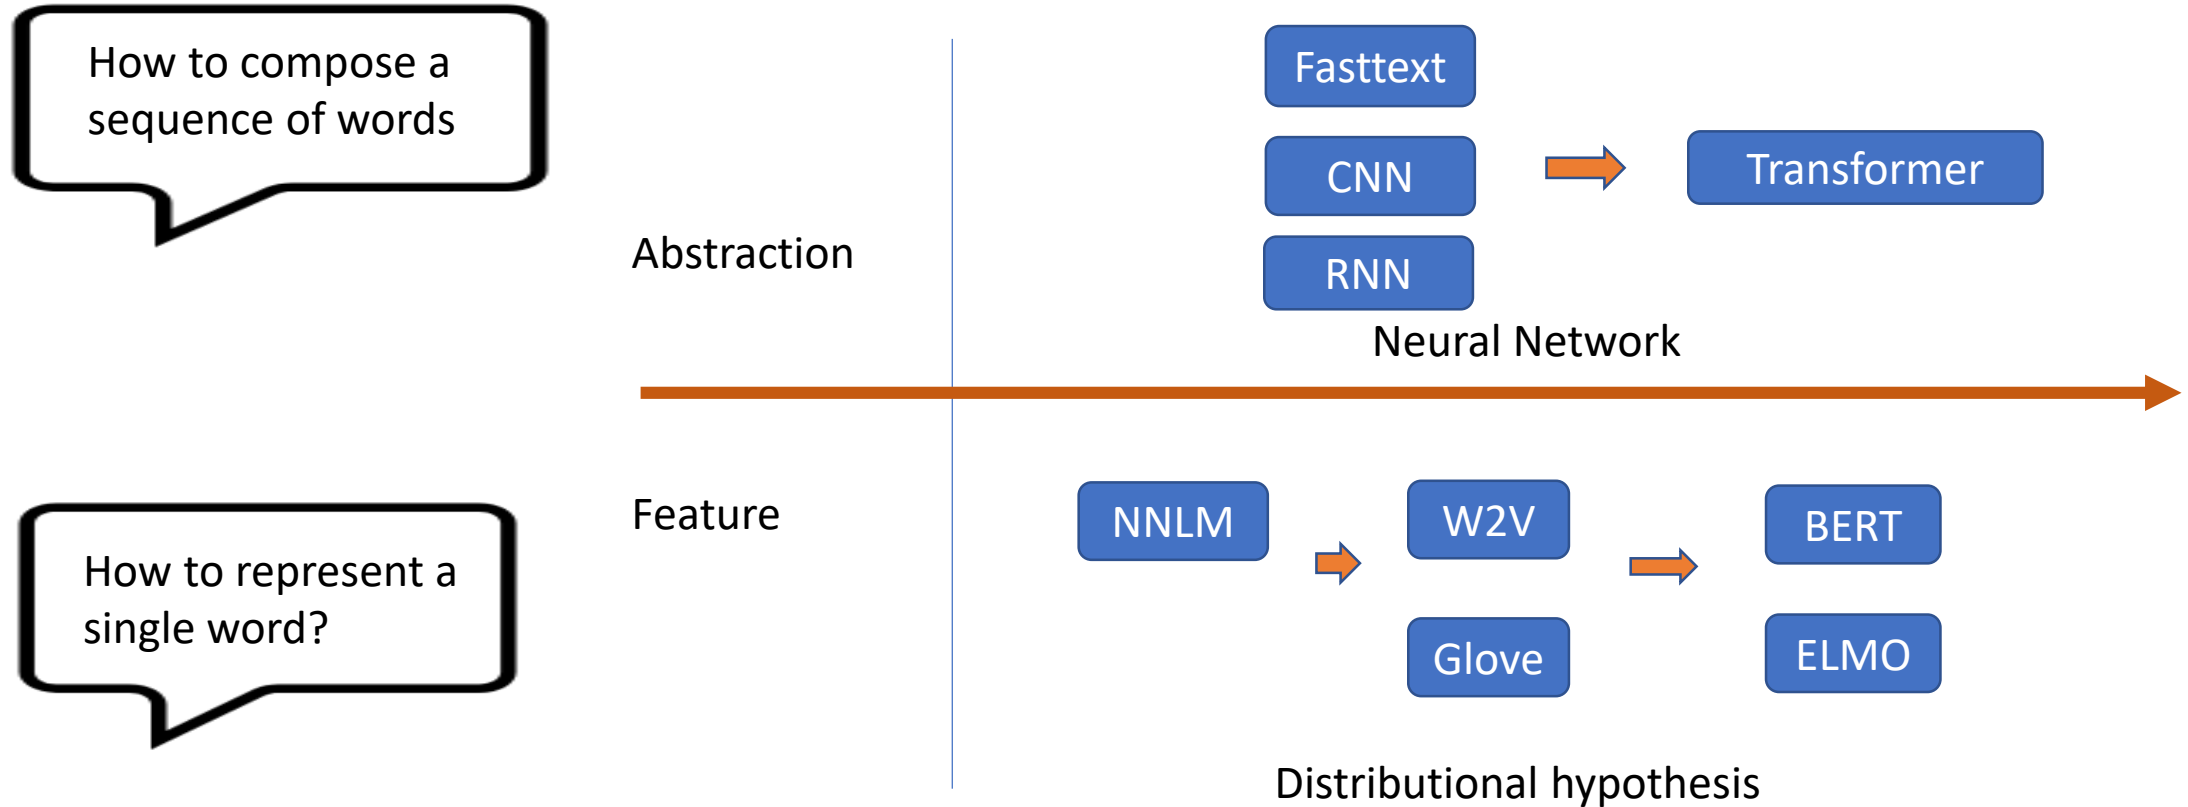 How to compose a
sequence of words
Fasttext
CNN
RNN
Transformer
Abstraction
Neural Network
How to represent a
single word?
Feature
NNLM
W2V
Glove
BERT
ELMO
Distributional hypothesis